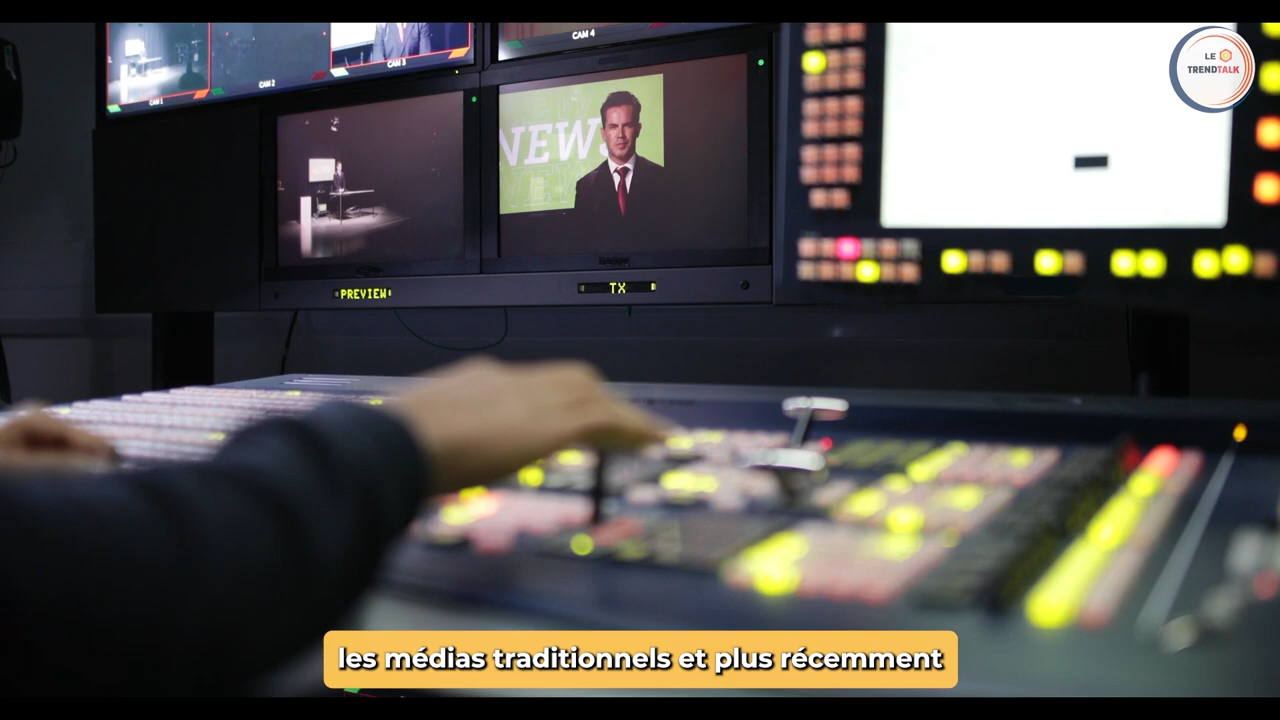 CAM 1
CAM 2
CAM 3
CAM 4
LE
TRENDTALK
NEWS
PREVIEW
TX
les médias traditionnels et plus récemment